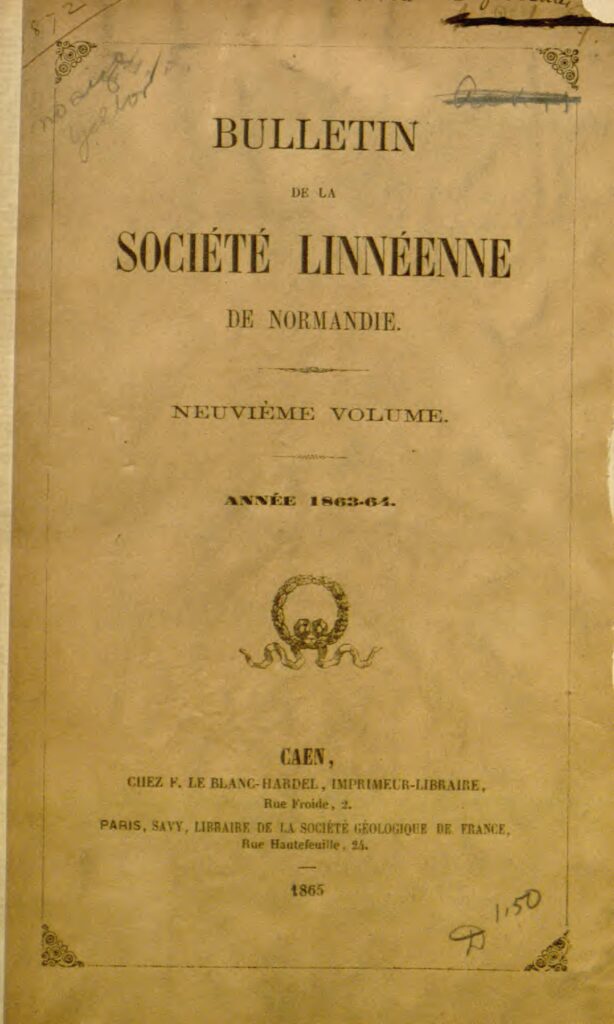 872
BULLETIN
DE LA
SOCIÉTÉ LINNÉENNE
DE NORMANDIE.
NEUVIÈME VOLUME.
ANNÉE 1863-64.
CAEN,
CHEZ F. LE BLANC-HARDEL, IMPRIMEUR-LIBRAIRE,
Rue Froide, 2.
PARIS, SAVY, LIBRAIRE DE LA SOCIÉTÉ GÉOLOGIQUE DE FRANCE,
Rue Hautefeuille, 24.
1865
1,50